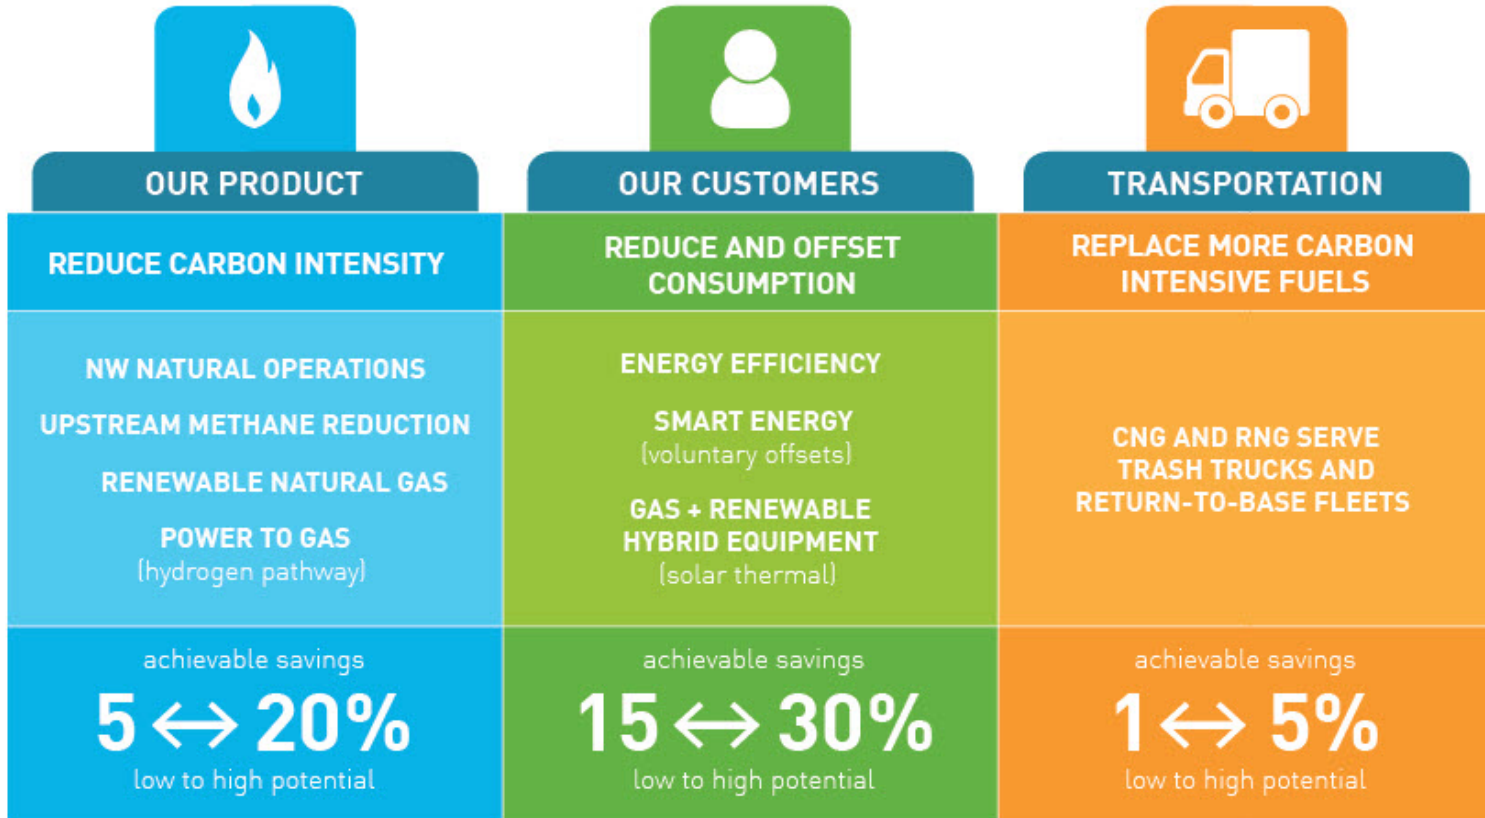 OUR PRODUCT
REDUCE CARBON INTENSITY
NW NATURAL OPERATIONS
UPSTREAM METHANE REDUCTION
RENEWABLE NATURAL GAS
POWER TO GAS
(hydrogen pathway)
achievable savings
5 ↔ 20%
low to high potential
OUR CUSTOMERS
REDUCE AND OFFSET
CONSUMPTION
ENERGY EFFICIENCY
SMART ENERGY
(voluntary offsets)
GAS + RENEWABLE
HYBRID EQUIPMENT
(solar thermal)
achievable savings
15 ↔ 30%
low to high potential
TRANSPORTATION
REPLACE MORE CARBON
INTENSIVE FUELS
CNG AND RNG SERVE
TRASH TRUCKS AND
RETURN-TO-BASE FLEETS
achievable savings
1 ↔ 5%
low to high potential